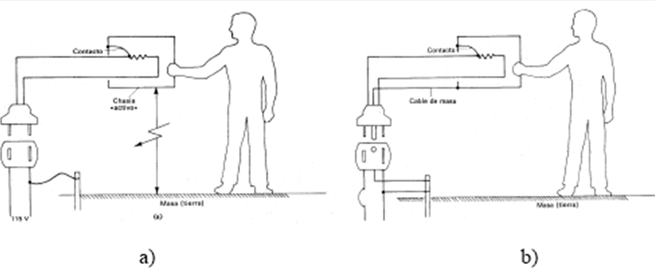 Contacto
Chasis
«activo»
Masa (tierra)
(a)
115 V
a)
Contacto
Cable de masa
Masa (tierra)
b)